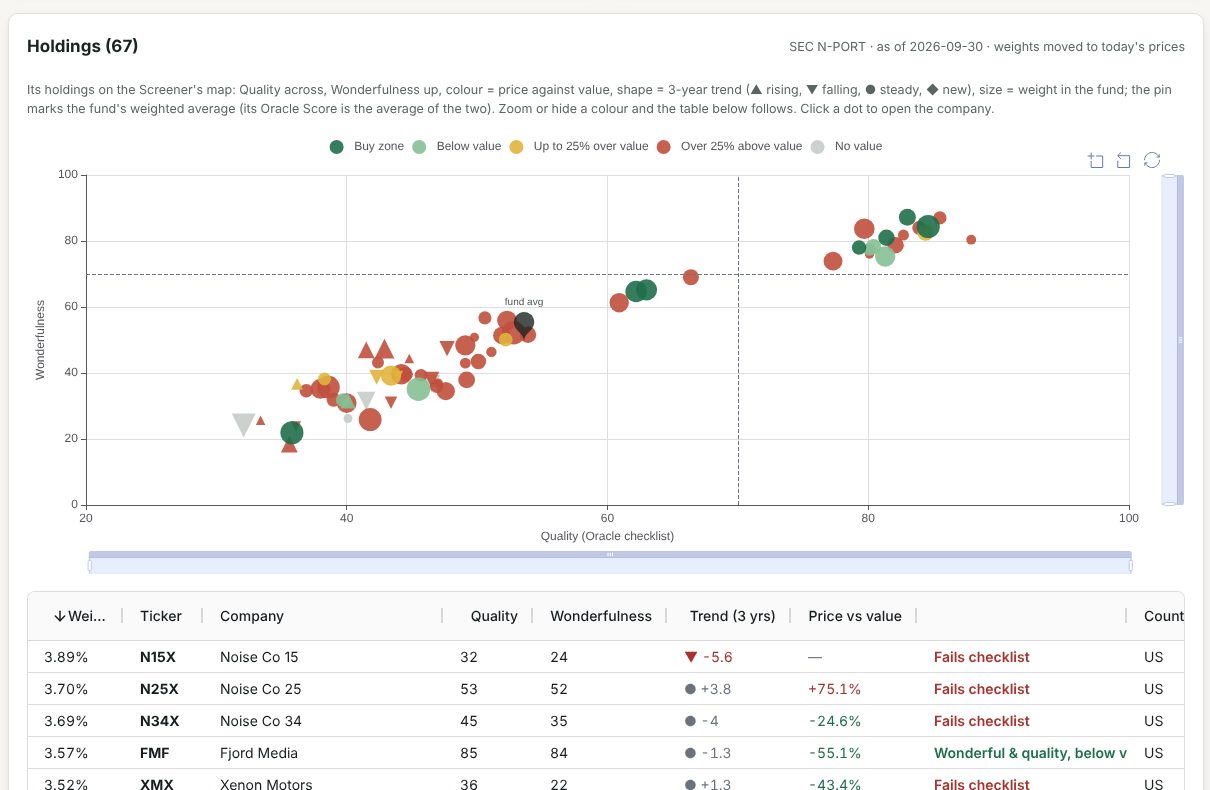 Holdings (67)
SEC N-PORT · as of 2026-09-30 · weights moved to today's prices
Its holdings on the Screener's map: Quality across, Wonderfulness up, colour = price against value, shape = 3-year trend (▲ rising, ▼ falling, ● steady, ◆ new), size = weight in the fund; the pin
marks the fund's weighted average (its Oracle Score is the average of the two). Zoom or hide a colour and the table below follows. Click a dot to open the company.
Buy zone Below value Up to 25% over value Over 25% above value No value
100
80
60
40
20
0
Wonderfulness
fund avg
20 40 60 80 100
Quality (Oracle checklist)
↓ Wei... Ticker Company Quality Wonderfulness Trend (3 yrs) Price vs value Count
3.89% N15X Noise Co 15 32 24 ▼ -5.6 — Fails checklist US
3.70% N25X Noise Co 25 53 52 ● +3.8 +75.1% Fails checklist US
3.69% N34X Noise Co 34 45 35 ● -4 -24.6% Fails checklist US
3.57% FMF Fjord Media 85 84 ● -1.3 -55.1% Wonderful & quality, below v US
3.52% XMX Xenon Motors 36 22 ● +1.3 -43.4% Fails checklist US